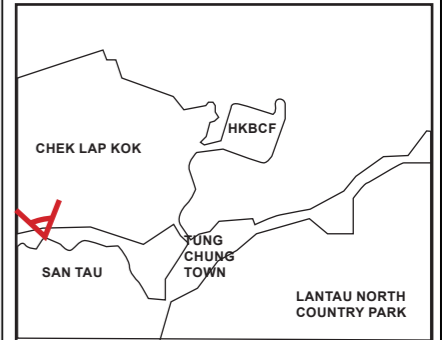 HKBCF
CHEK LAP KOK
TUNG
CHUNG
TOWN
SAN TAU
LANTAU NORTH
COUNTRY PARK